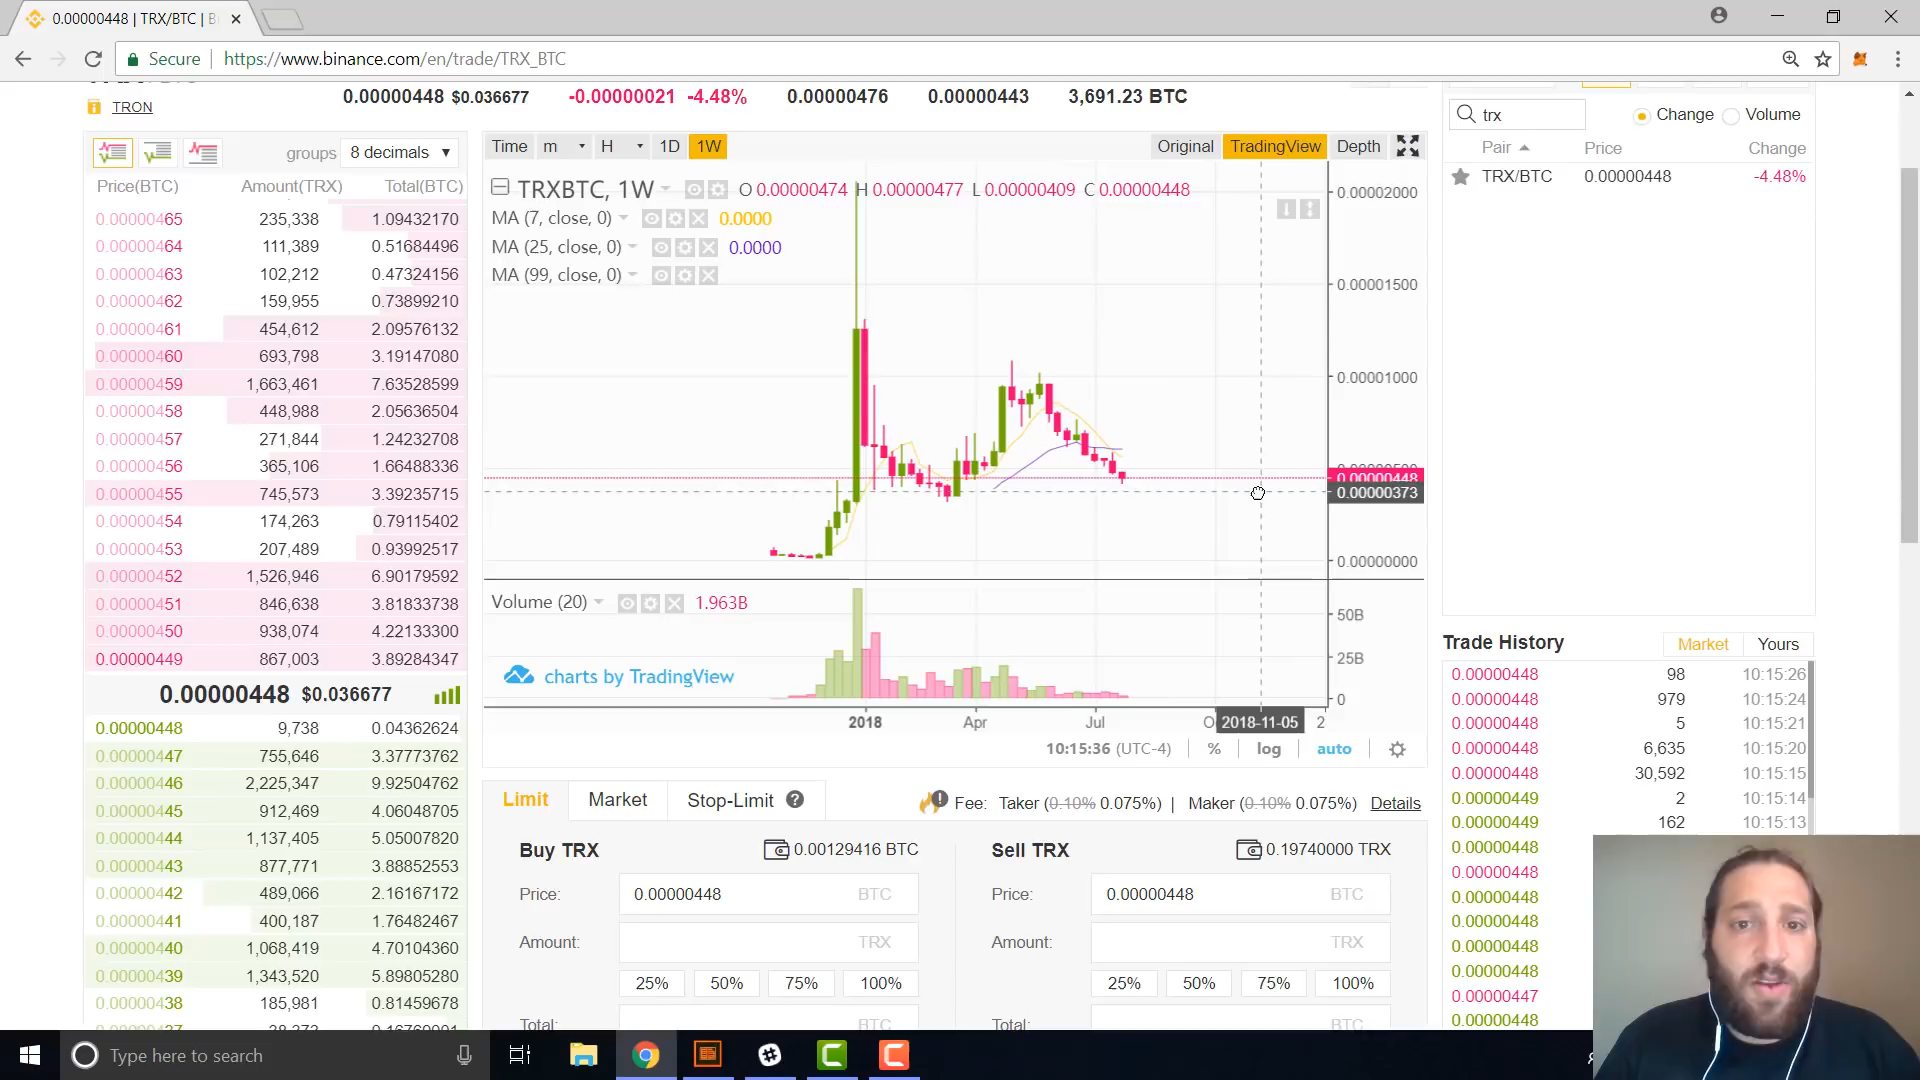 0.00000448 | TRX/BTC | B
Secure | https://www.binance.com/en/trade/TRX_BTC
TRON
0.00000448 $0.036677 -0.00000021 -4.48% 0.00000476 0.00000443 3,691.23 BTC
groups 8 decimals
Price(BTC) Amount(TRX) Total(BTC)
0.00000465 235,338 1.09432170
0.00000464 111,389 0.51684496
0.00000463 102,212 0.47324156
0.00000462 159,955 0.73899210
0.00000461 454,612 2.09576132
0.00000460 693,798 3.19147080
0.00000459 1,663,461 7.63528599
0.00000458 448,988 2.05636504
0.00000457 271,844 1.24232708
0.00000456 365,106 1.66488336
0.00000455 745,573 3.39235715
0.00000454 174,263 0.79115402
0.00000453 207,489 0.93992517
0.00000452 1,526,946 6.90179592
0.00000451 846,638 3.81833738
0.00000450 938,074 4.22133300
0.00000449 867,003 3.89284347
0.00000448 $0.036677
0.00000448 9,738 0.04362624
0.00000447 755,646 3.37773762
0.00000446 2,225,347 9.92504762
0.00000445 912,469 4.06048705
0.00000444 1,137,405 5.05007820
0.00000443 877,771 3.88852553
0.00000442 489,066 2.16167172
0.00000441 400,187 1.76482467
0.00000440 1,068,419 4.70104360
0.00000439 1,343,520 5.89805280
0.00000438 185,981 0.81459678
Time m H 1D 1W Original TradingView Depth
TRXBTC, 1W O 0.00000474 H 0.00000477 L 0.00000409 C 0.00000448
MA (7, close, 0) 0.0000
MA (25, close, 0) 0.0000
MA (99, close, 0)
0.00002000
0.00001500
0.00001000
0.00000448
0.00000373
0.00000000
Volume (20) 1.963B
50B
25B
0
charts by TradingView
2018 Apr Jul O 2018-11-05 2
10:15:36 (UTC-4) % log auto
Limit Market Stop-Limit ? Fee: Taker (0.10% 0.075%) | Maker (0.10% 0.075%) Details
Buy TRX 0.00129416 BTC
Price: 0.00000448 BTC
Amount: TRX
25% 50% 75% 100%
Total: BTC
Sell TRX 0.19740000 TRX
Price: 0.00000448 BTC
Amount: TRX
25% 50% 75% 100%
Total: BTC
trx Change Volume
Pair Price Change
TRX/BTC 0.00000448 -4.48%
Trade History Market Yours
0.00000448 98 10:15:26
0.00000448 979 10:15:24
0.00000448 5 10:15:21
0.00000448 6,635 10:15:20
0.00000448 30,592 10:15:15
0.00000449 2 10:15:14
0.00000449 162 10:15:13
0.00000448
0.00000448
0.00000448
0.00000448
0.00000448
0.00000448
0.00000447
0.00000448
Type here to search